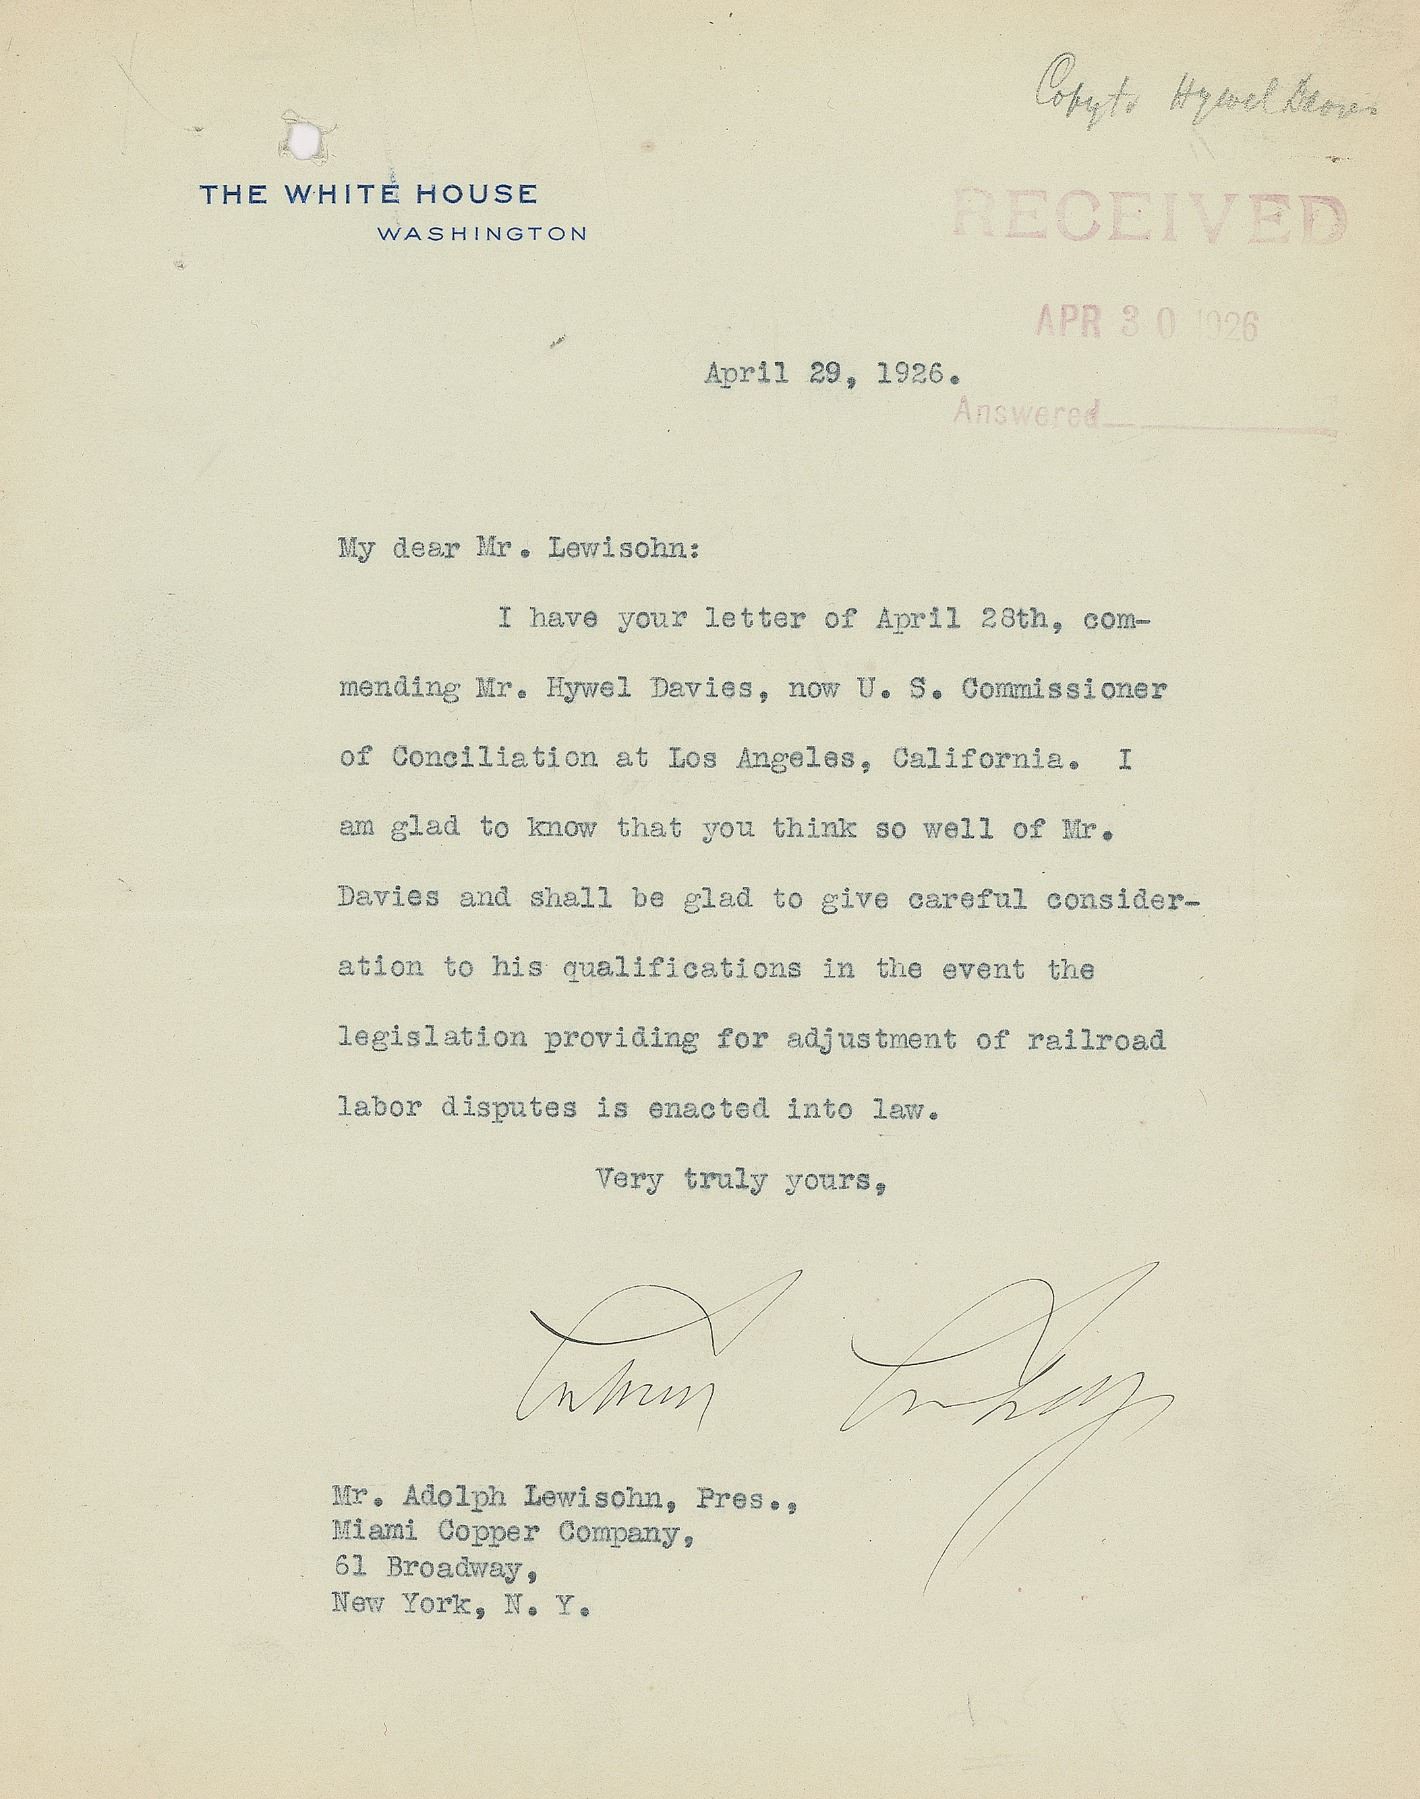 Copy to Hywel Davies
THE WHITE HOUSE
WASHINGTON
RECEIVED
APR 30 1926
April 29, 1926.
Answered
My dear Mr. Lewisohn:
I have your letter of April 28th, com-
mending Mr. Hywel Davies, now U. S. Commissioner
of Conciliation at Los Angeles, California. I
am glad to know that you think so well of Mr.
Davies and shall be glad to give careful consider-
ation to his qualifications in the event the
legislation providing for adjustment of railroad
labor disputes is enacted into law.
Very truly yours,
Calvin Coolidge
Mr. Adolph Lewisohn, Pres.,
Miami Copper Company,
61 Broadway,
New York, N. Y.